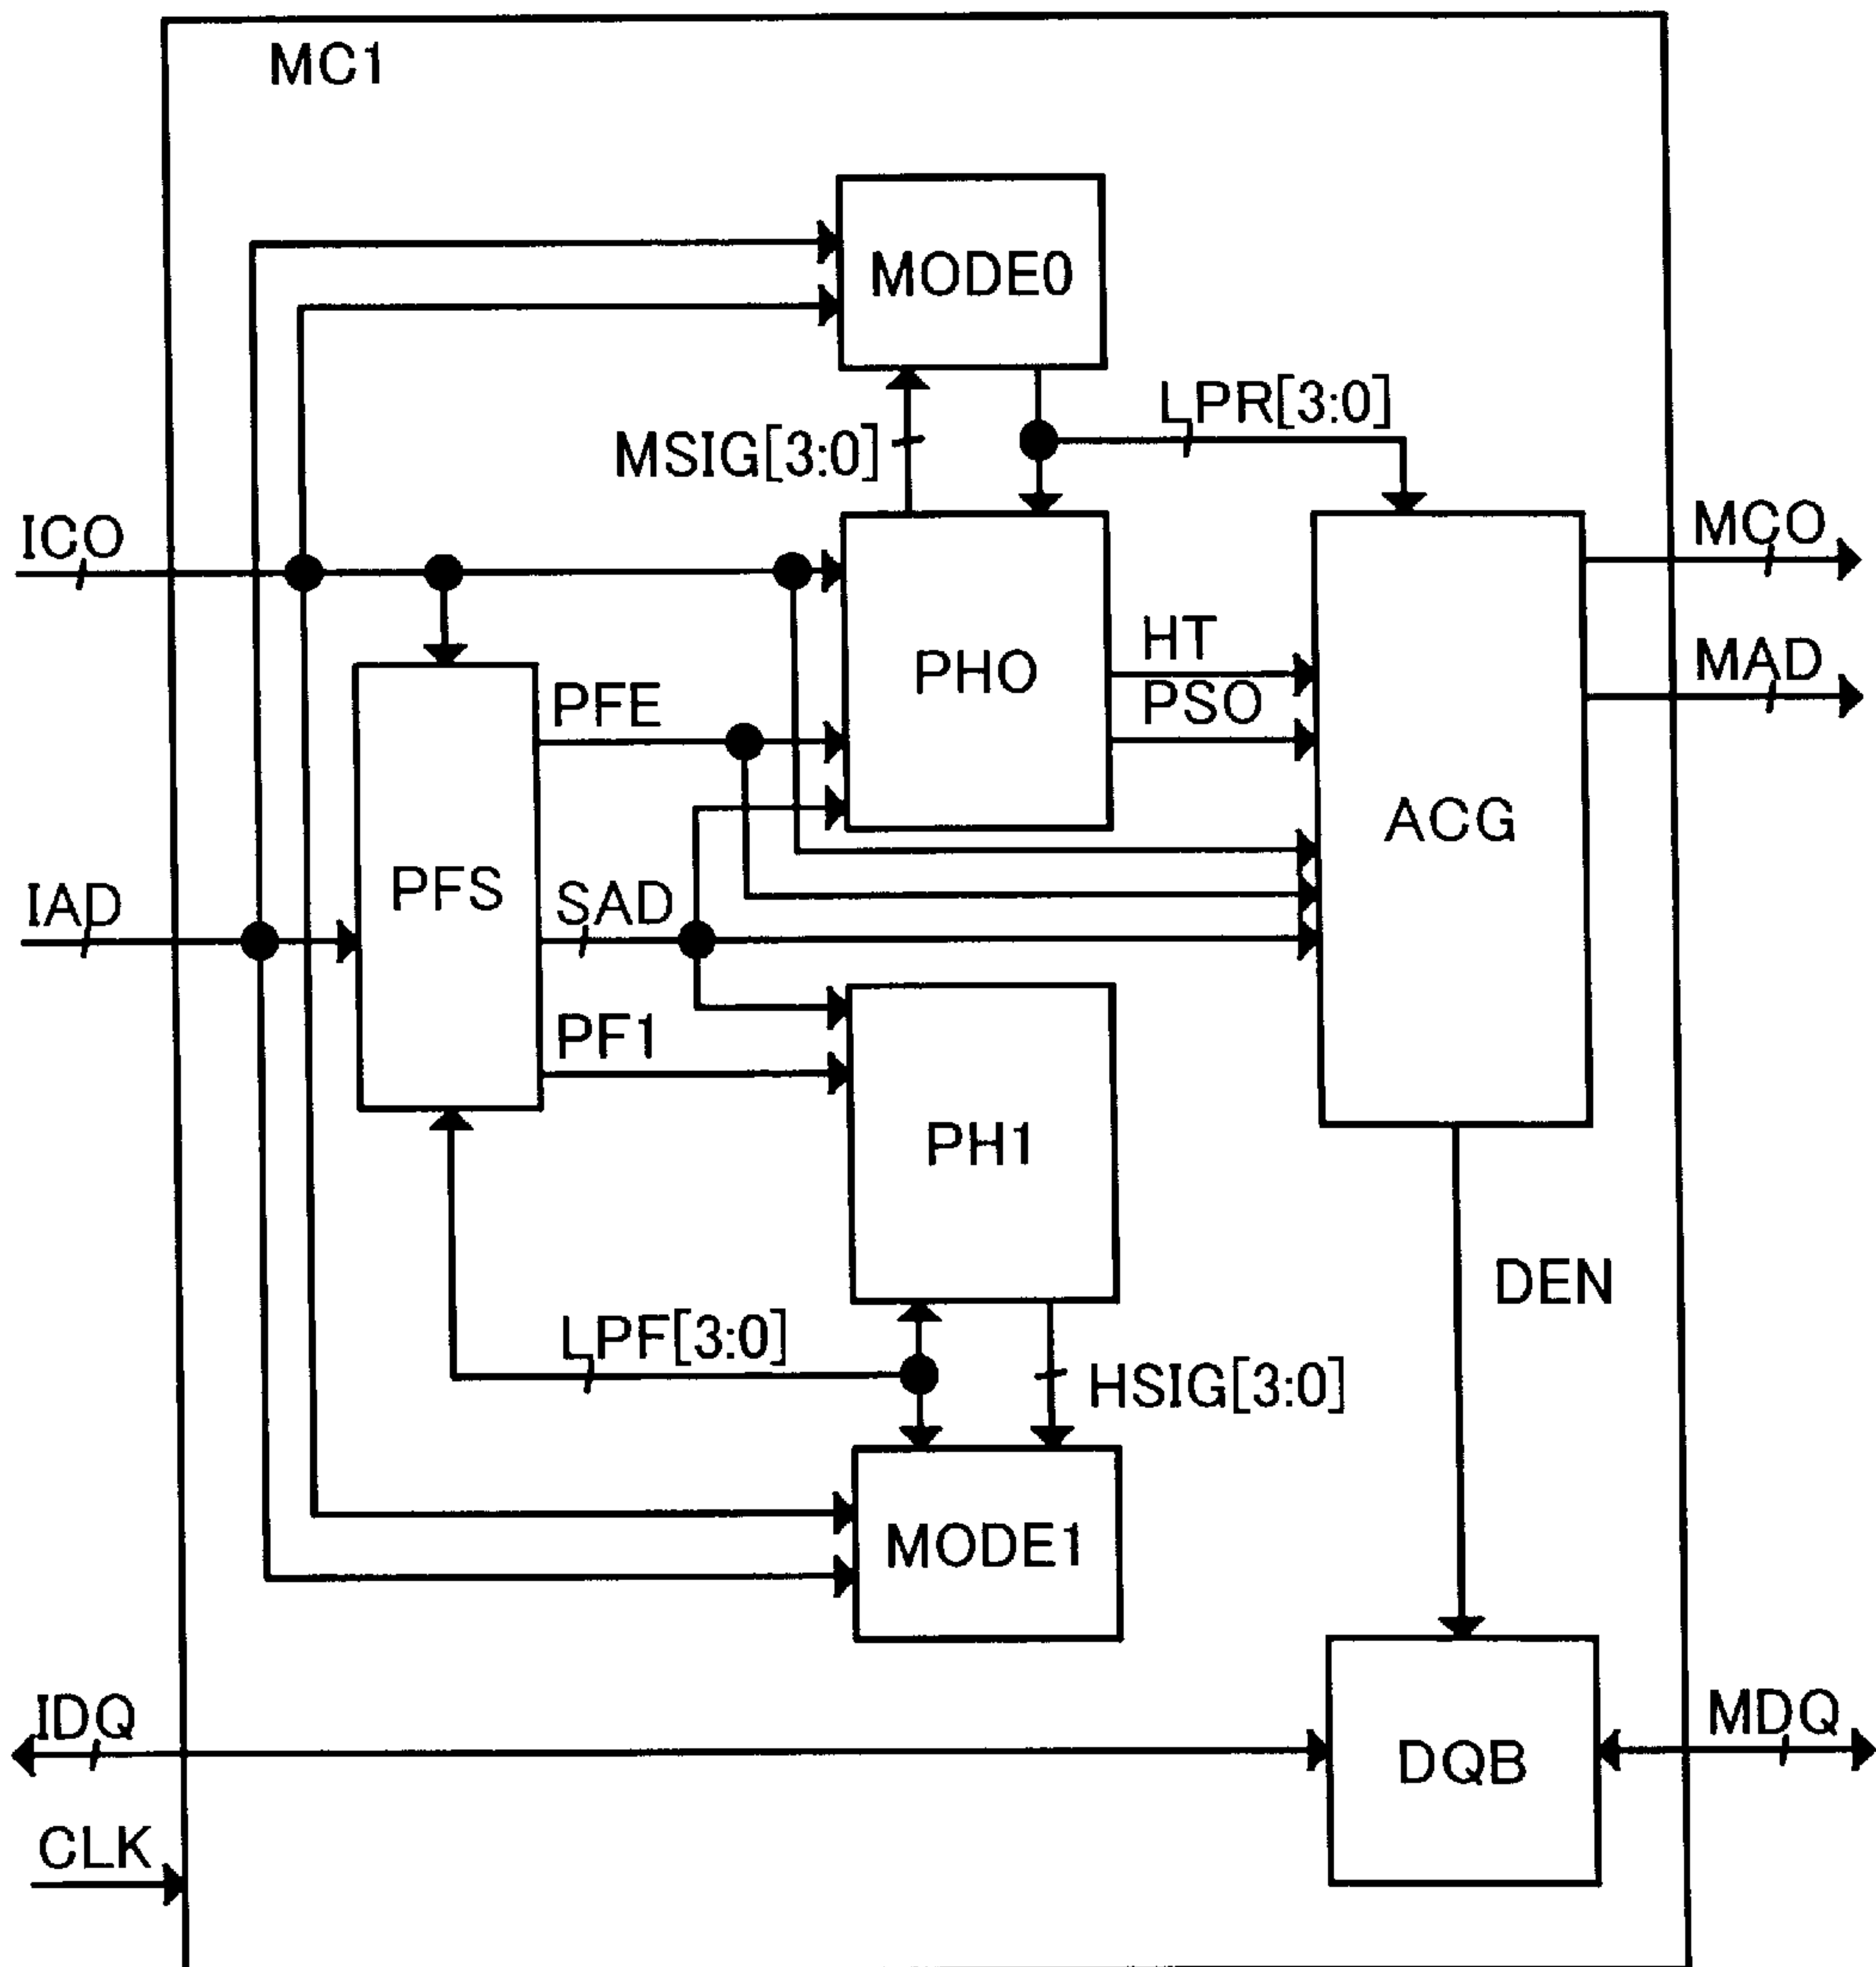 MC1
MODE0
LPR[3:0]
MSIG[3:0]
ICO
MCO
HT
PHO
MAD
PFE
PSO
ACG
PFS
SAD
IAD
PF1
PH1
DEN
LPF[3:0]
HSIG[3:0]
MODE1
IDQ
MDQ
DQB
CLK